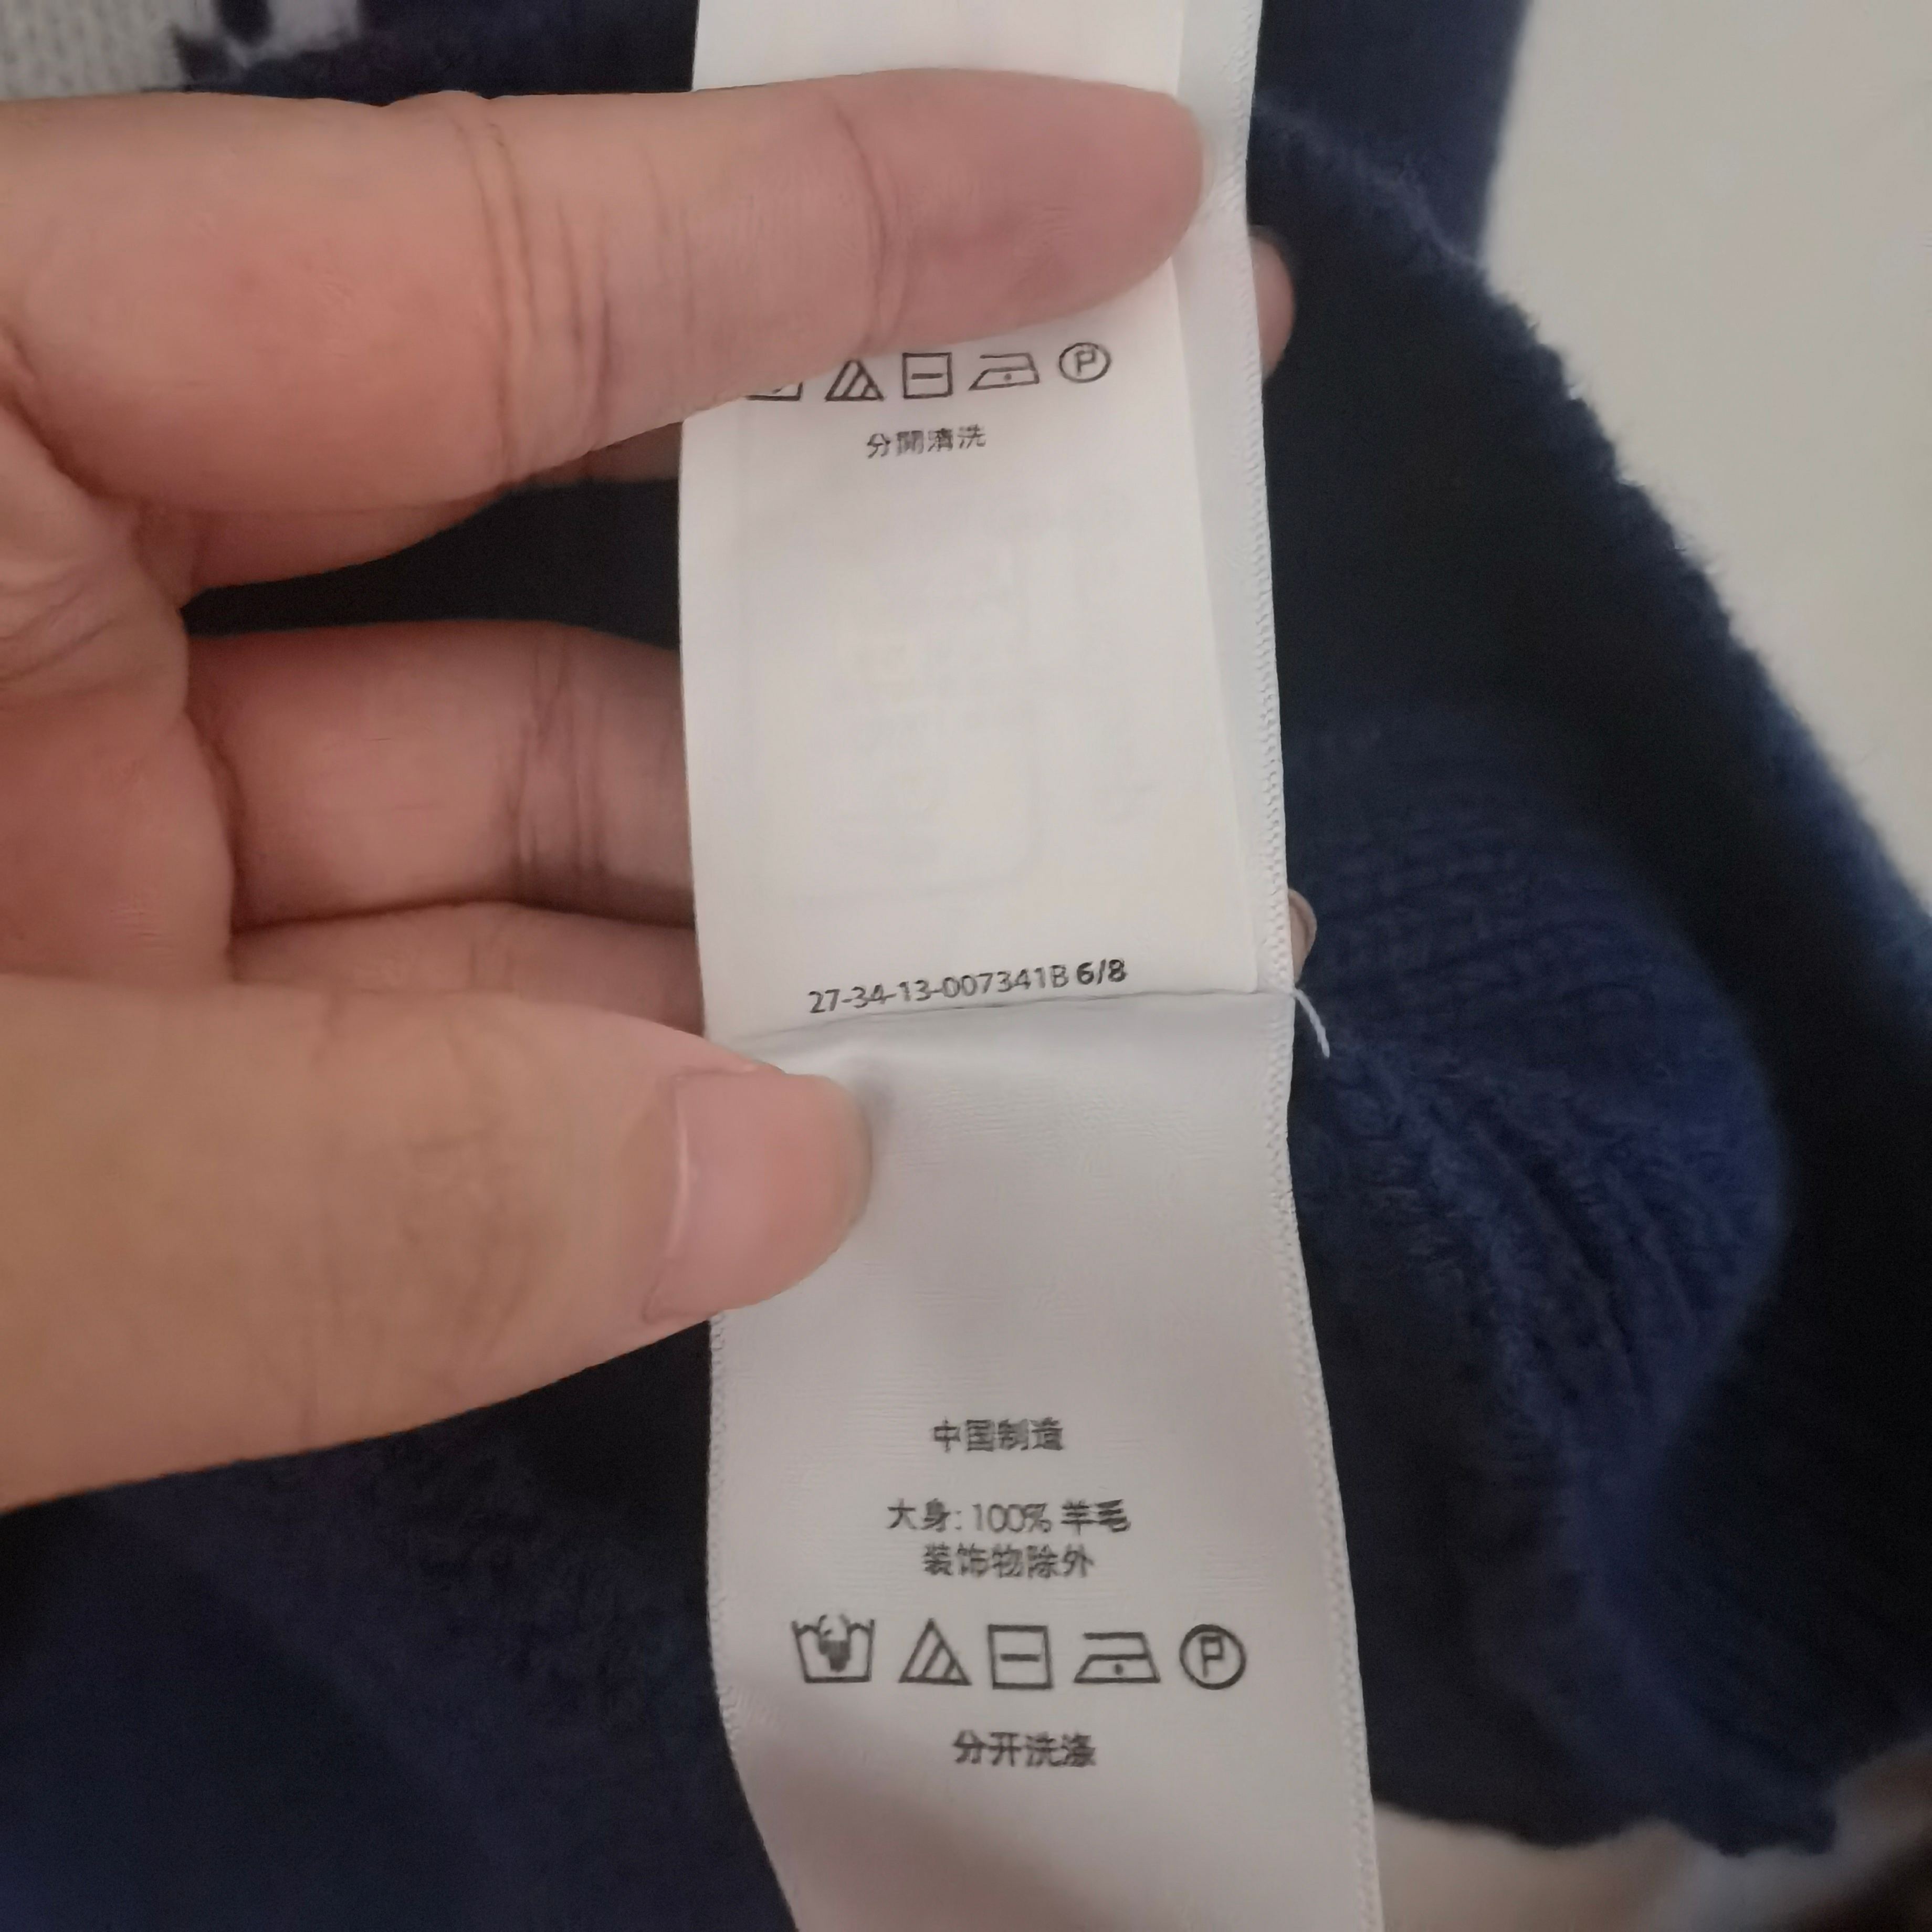 P
分開清洗
27-34-13-007341B 6/8
中国制造
大身: 100% 羊毛
装饰物除外
P
分开洗涤